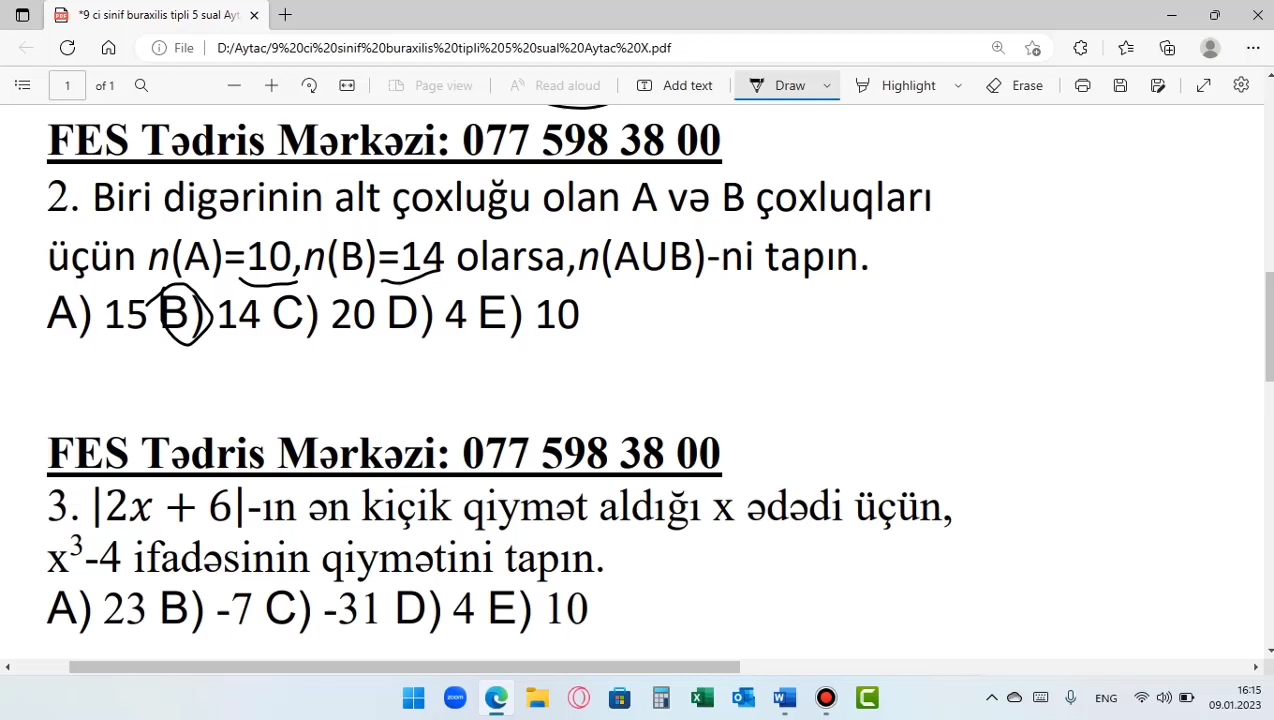 *9 ci sinif buraxilis tipli 5 sual Ayt
File D:/Aytac/9%20ci%20sinif%20buraxilis%20tipli%205%20sual%20Aytac%20X.pdf
1 of 1 Page view Read aloud Add text Draw Highlight Erase
FES Tədris Mərkəzi: 077 598 38 00
2. Biri digərinin alt çoxluğu olan A və B çoxluqları
üçün n(A)=10,n(B)=14 olarsa,n(AUB)-ni tapın.
A) 15 B) 14 C) 20 D) 4 E) 10
FES Tədris Mərkəzi: 077 598 38 00
3. |2x + 6|-ın ən kiçik qiymət aldığı x ədədi üçün,
x³-4 ifadəsinin qiymətini tapın.
A) 23 B) -7 C) -31 D) 4 E) 10
zoom
ENG
16:15
09.01.2023